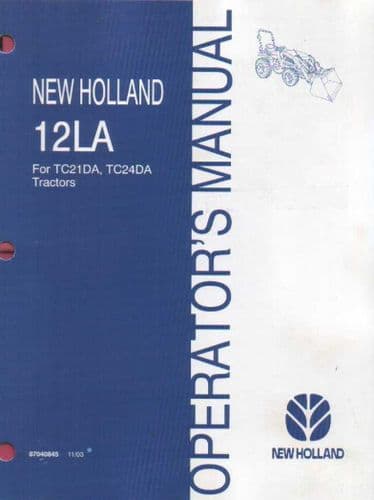 NEW HOLLAND
12LA
For TC21DA, TC24DA
Tractors
OPERATOR'S MANUAL
NEW HOLLAND
87040845 11/03